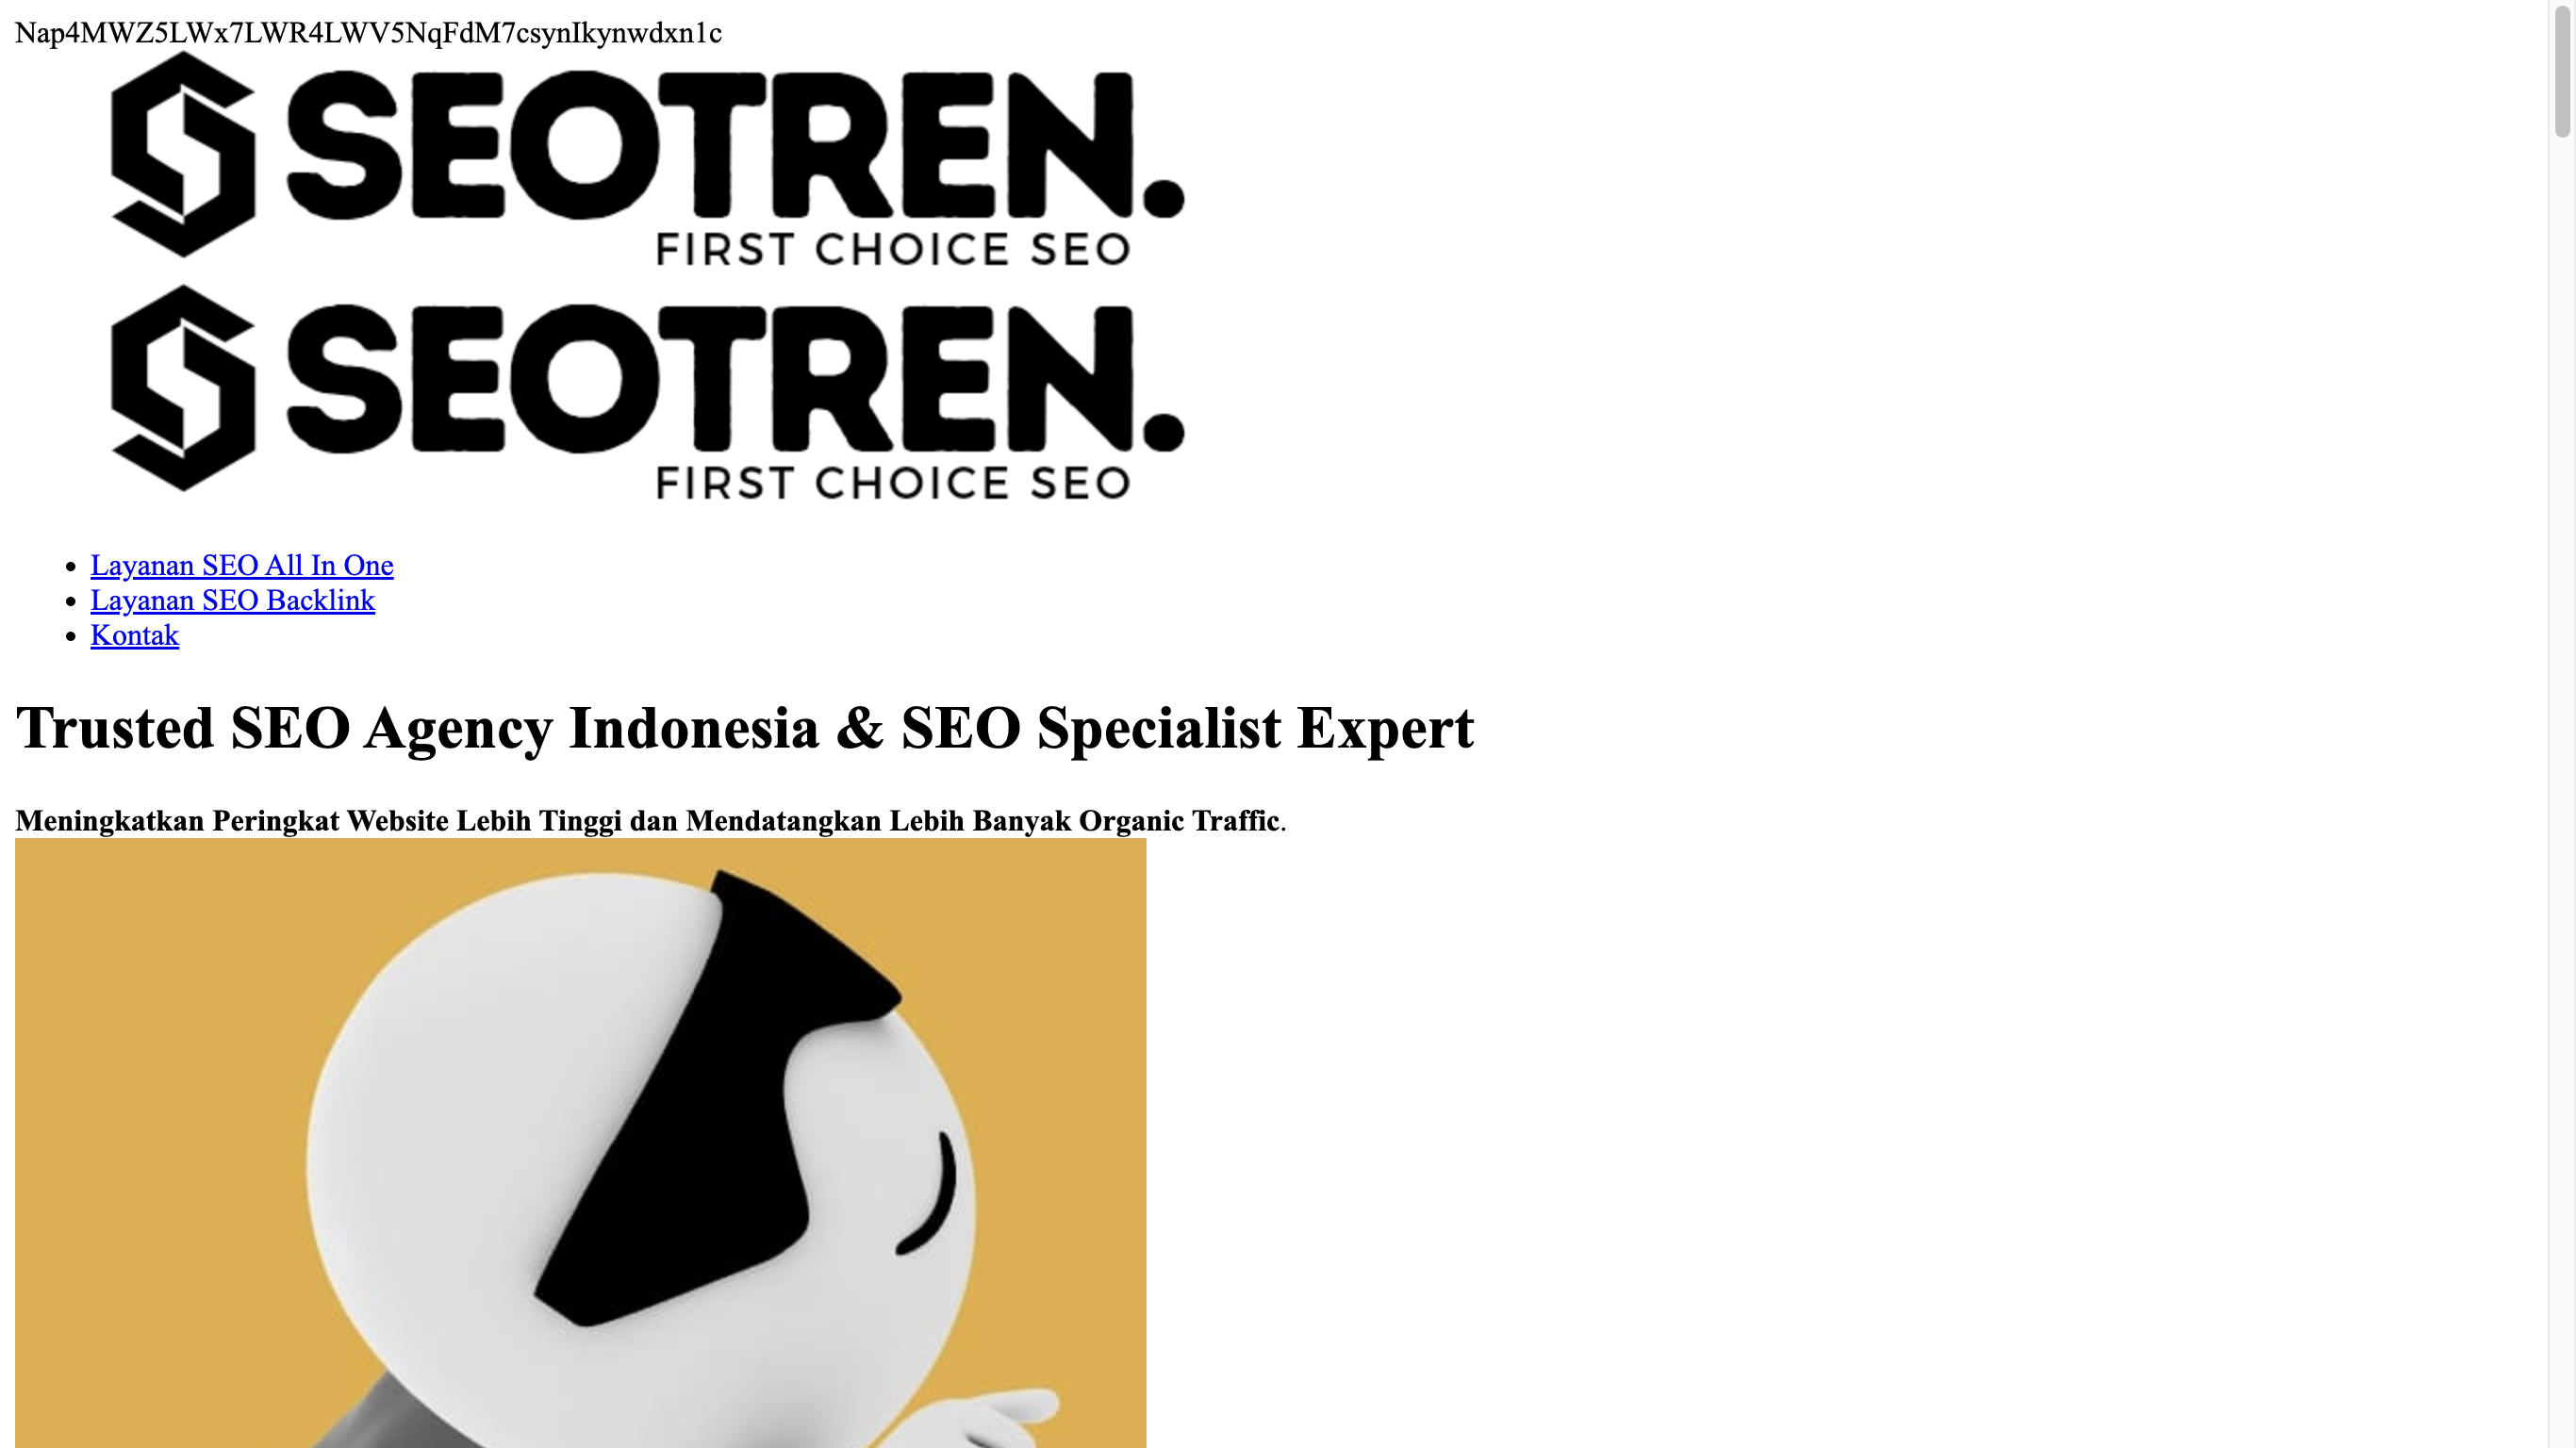 Nap4MWZ5LWx7LWR4LWV5NqFdM7csynIkynwdxn1c
SEOTREN.
FIRST CHOICE SEO
SEOTREN.
FIRST CHOICE SEO
Layanan SEO All In One
Layanan SEO Backlink
Kontak
Trusted SEO Agency Indonesia & SEO Specialist Expert
Meningkatkan Peringkat Website Lebih Tinggi dan Mendatangkan Lebih Banyak Organic Traffic.